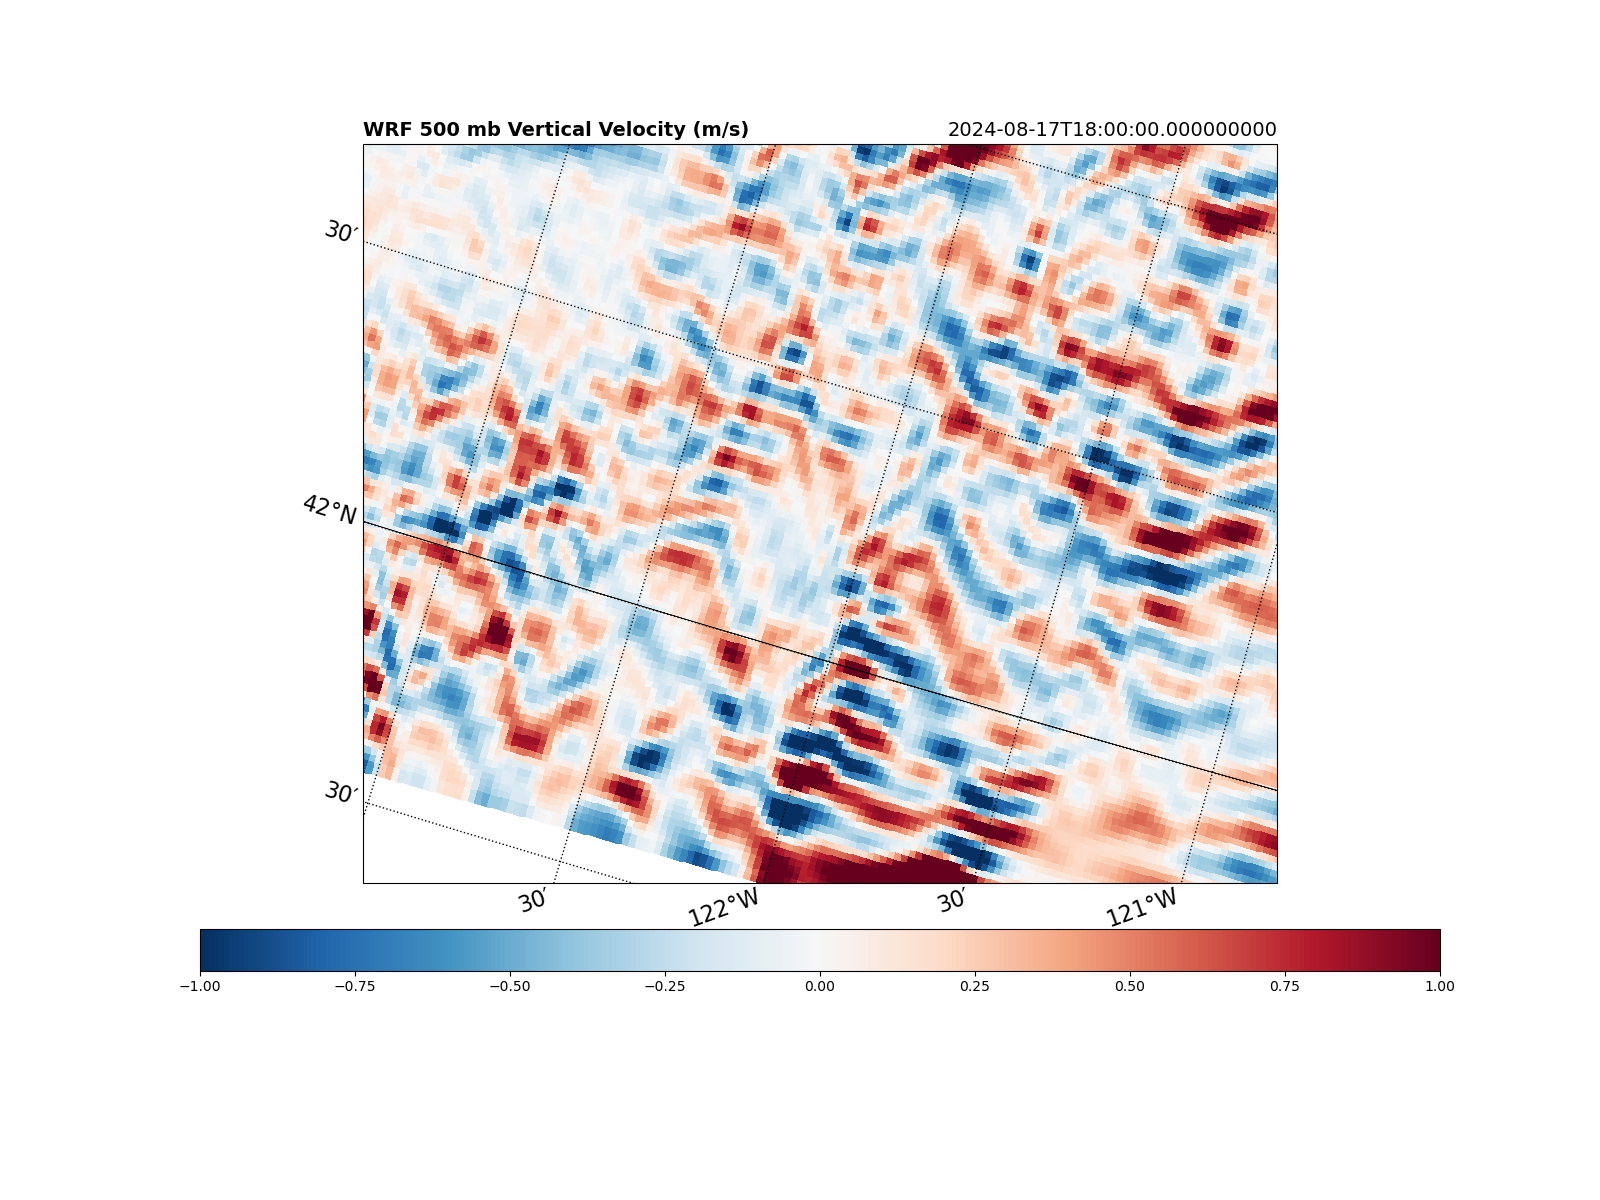 WRF 500 mb Vertical Velocity (m/s) 2024-08-17T18:00:00.000000000
30′
42°N
30′
30′ 122°W 30′ 121°W
−1.00 −0.75 −0.50 −0.25 0.00 0.25 0.50 0.75 1.00